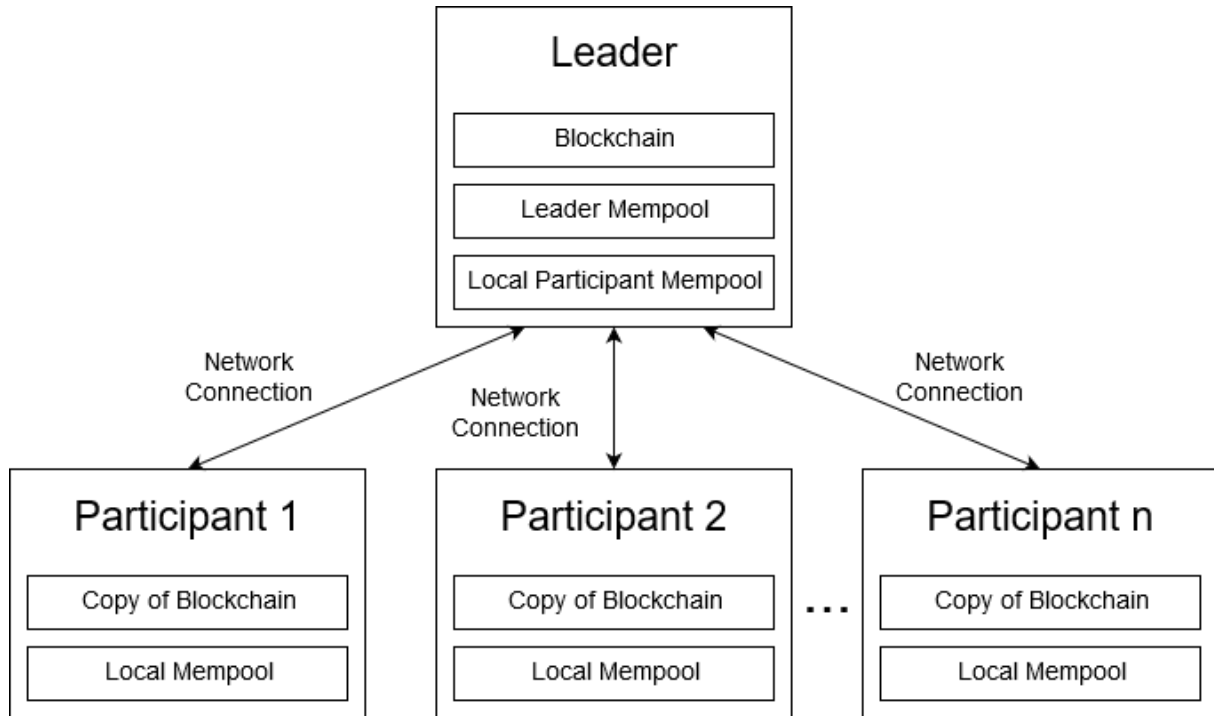 Leader
Blockchain
Leader Mempool
Local Participant Mempool
Network
Connection
Network
Connection
Network
Connection
Participant 1
Copy of Blockchain
Local Mempool
Participant 2
Copy of Blockchain
Local Mempool
...
Participant n
Copy of Blockchain
Local Mempool